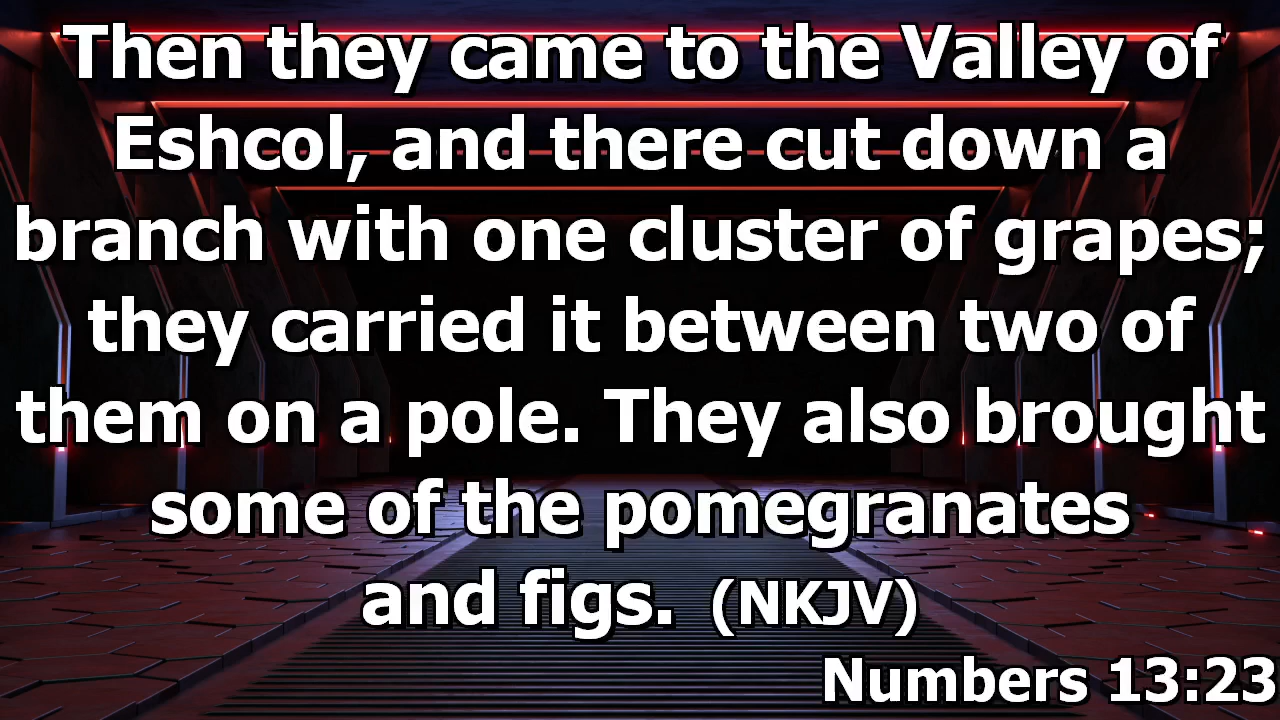 Then they came to the Valley of
Eshcol, and there cut down a
branch with one cluster of grapes;
they carried it between two of
them on a pole. They also brought
some of the pomegranates
and figs. (NKJV)
Numbers 13:23